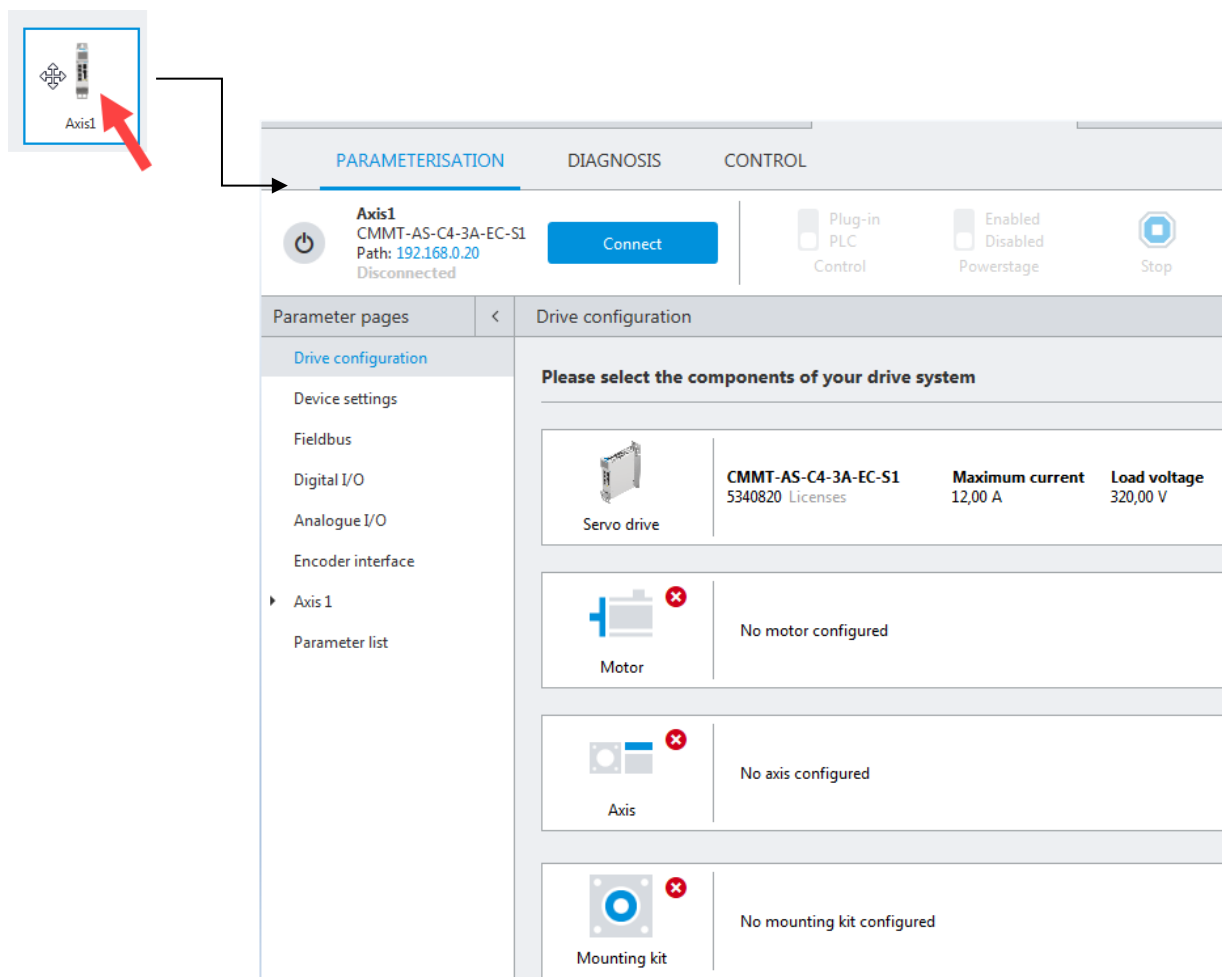 Axis1
PARAMETERISATION DIAGNOSIS CONTROL
Axis1
CMMT-AS-C4-3A-EC-S1
Path: 192.168.0.20
Disconnected
Connect
Plug-in
PLC
Control
Enabled
Disabled
Powerstage
Stop
Parameter pages <
Drive configuration
Device settings
Fieldbus
Digital I/O
Analogue I/O
Encoder interface
Axis 1
Parameter list
Drive configuration
Please select the components of your drive system
Servo drive
CMMT-AS-C4-3A-EC-S1 Maximum current Load voltage
5340820 Licenses 12,00 A 320,00 V
Motor
No motor configured
Axis
No axis configured
Mounting kit
No mounting kit configured